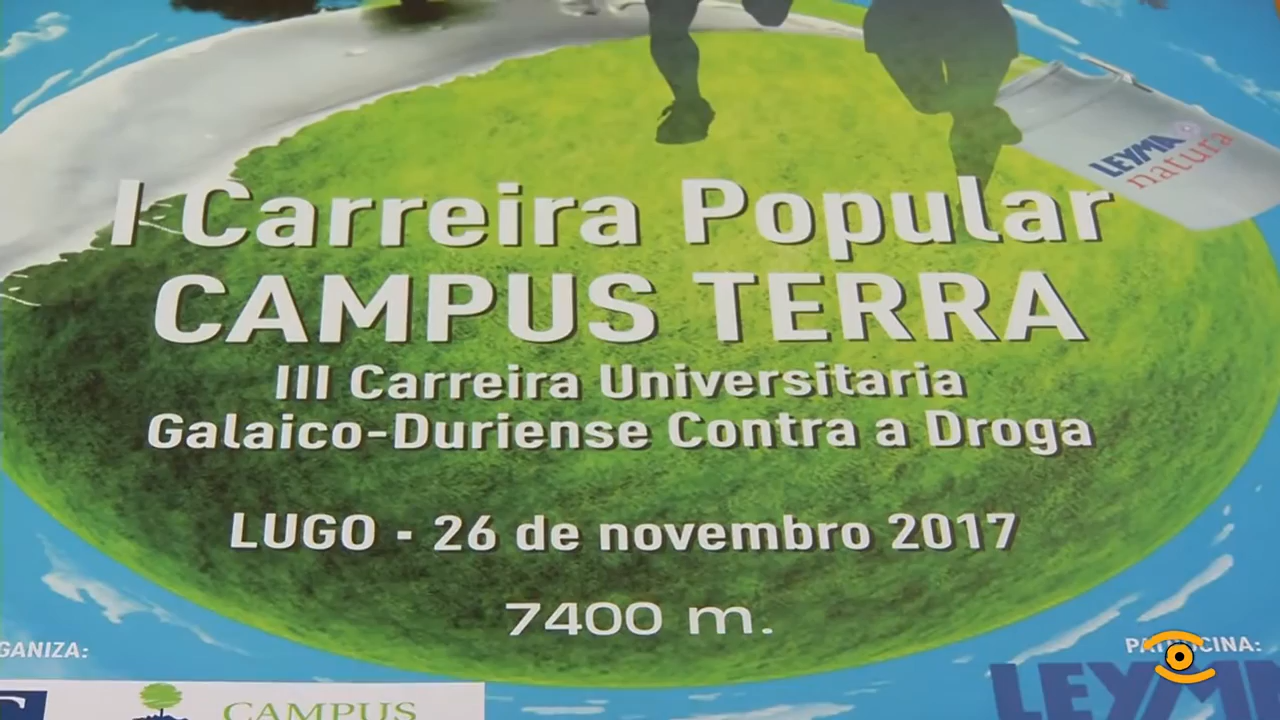 LEYMA
natura
I Carreira Popular
CAMPUS TERRA
III Carreira Universitaria
Galaico-Duriense Contra a Droga
LUGO - 26 de novembro 2017
7400 m.
GANIZA:
CAMPUS
LEYMA